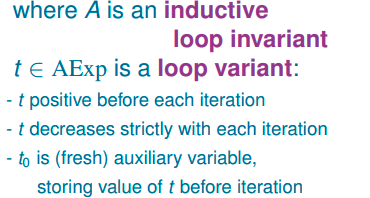 where A is an inductive
loop invariant
t ∈ AExp is a loop variant:
- t positive before each iteration
- t decreases strictly with each iteration
- t₀ is (fresh) auxiliary variable,
storing value of t before iteration